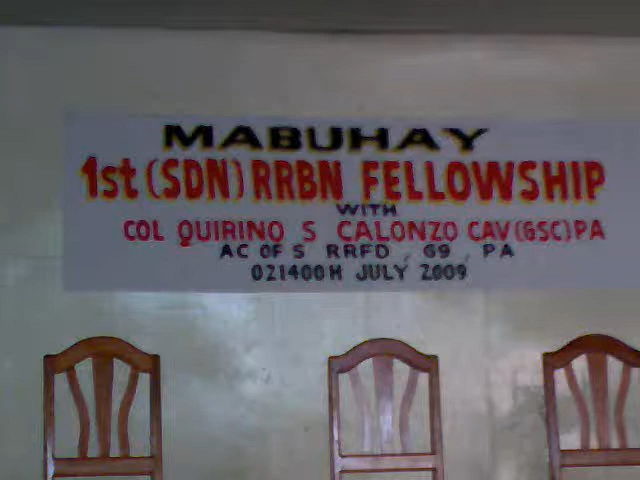 MABUHAY
1st (SDN) RRBN FELLOWSHIP
WITH
COL QUIRINO S CALONZO CAV(GSC)PA
AC OF S RRFD, G9, PA
021400H JULY 2009